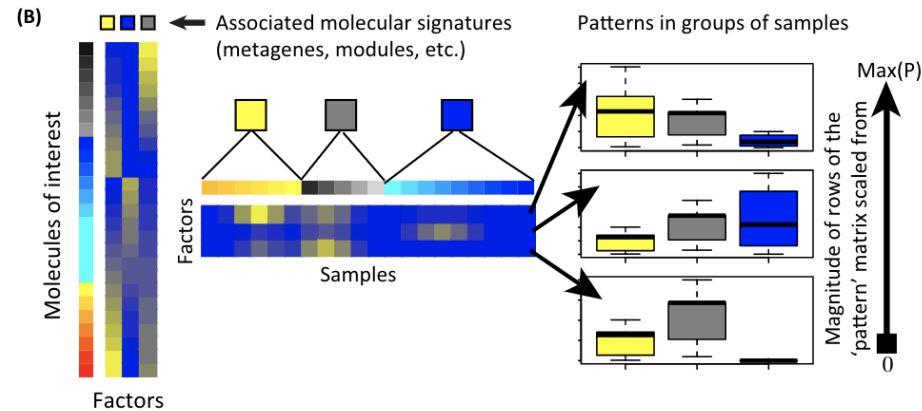 (B)
Associated molecular signatures
(metagenes, modules, etc.)
Patterns in groups of samples
Molecules of interest
Factors
Factors
Samples
Magnitude of rows of the
‘pattern’ matrix scaled from
Max(P)
0